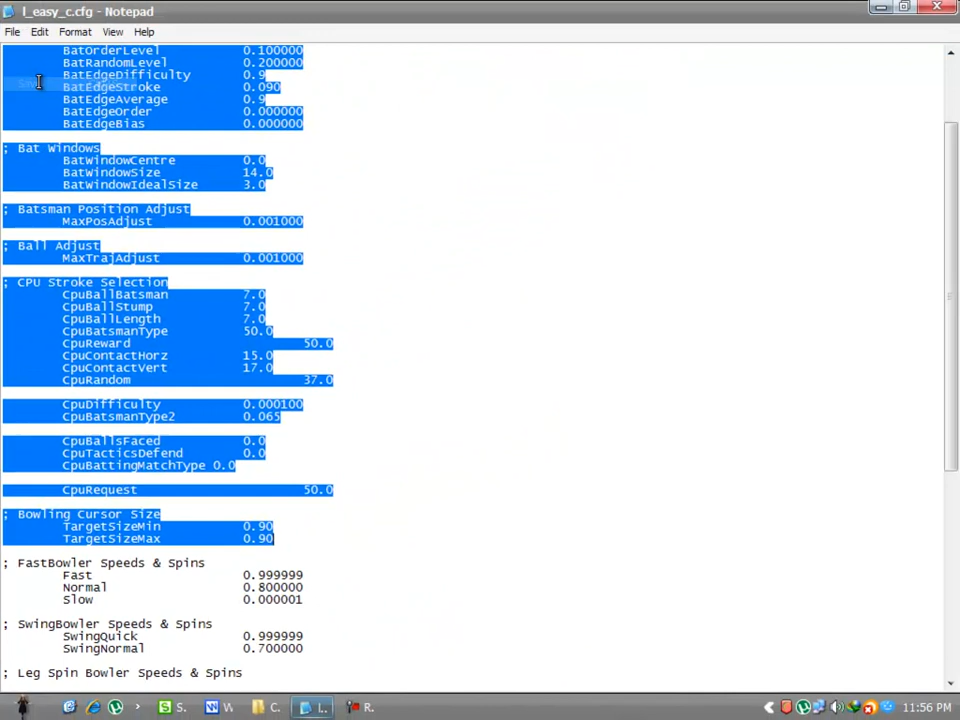 l_easy_c.cfg - Notepad
File Edit Format View Help
BatOrderLevel 0.100000
BatRandomLevel 0.200000
BatEdgeDifficulty 0.9
BatEdgeStroke 0.090
BatEdgeAverage 0.9
BatEdgeOrder 0.000000
BatEdgeBias 0.000000
; Bat Windows
BatWindowCentre 0.0
BatWindowSize 14.0
BatWindowIdealSize 3.0
; Batsman Position Adjust
MaxPosAdjust 0.001000
; Ball Adjust
MaxTrajAdjust 0.001000
; CPU Stroke Selection
CpuBallBatsman 7.0
CpuBallStump 7.0
CpuBallLength 7.0
CpuBatsmanType 50.0
CpuReward 50.0
CpuContactHorz 15.0
CpuContactVert 17.0
CpuRandom 37.0
CpuDifficulty 0.000100
CpuBatsmanType2 0.065
CpuBallsFaced 0.0
CpuTacticsDefend 0.0
CpuBattingMatchType 0.0
CpuRequest 50.0
; Bowling Cursor Size
TargetSizeMin 0.90
TargetSizeMax 0.90
; FastBowler Speeds & Spins
Fast 0.999999
Normal 0.800000
Slow 0.000001
; SwingBowler Speeds & Spins
SwingQuick 0.999999
SwingNormal 0.700000
; Leg Spin Bowler Speeds & Spins
S. W C. l. R. 11:56 PM